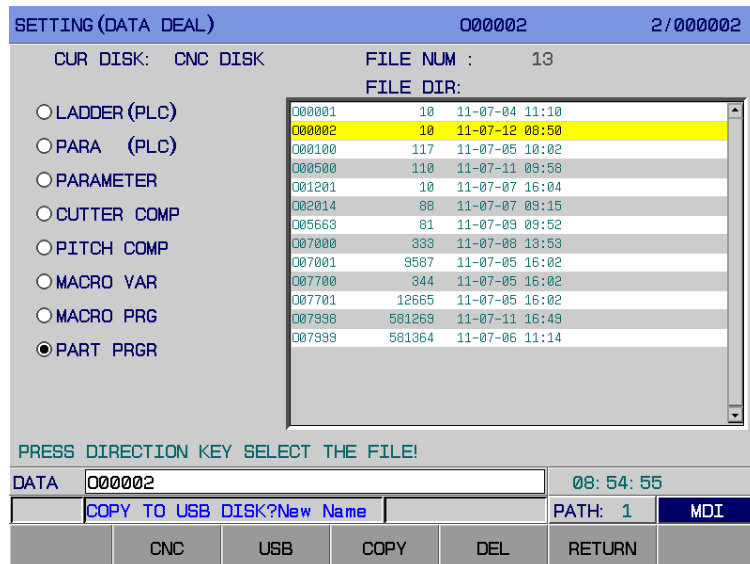 SETTING(DATA DEAL) O00002 2/000002
CUR DISK: CNC DISK FILE NUM : 13
FILE DIR:
LADDER(PLC)
PARA (PLC)
PARAMETER
CUTTER COMP
PITCH COMP
MACRO VAR
MACRO PRG
PART PRGR
O00001 10 11-07-04 11:10
O00002 10 11-07-12 08:50
O00100 117 11-07-05 10:02
O00500 110 11-07-11 09:58
O01201 10 11-07-07 16:04
O02014 88 11-07-07 09:15
O05663 81 11-07-09 09:52
O07000 333 11-07-08 13:53
O07001 9587 11-07-05 16:02
O07700 344 11-07-05 16:02
O07701 12665 11-07-05 16:02
O07998 581269 11-07-11 16:49
O07999 581364 11-07-06 11:14
PRESS DIRECTION KEY SELECT THE FILE!
DATA O00002 08:54:55
COPY TO USB DISK?New Name PATH: 1 MDI
CNC USB COPY DEL RETURN